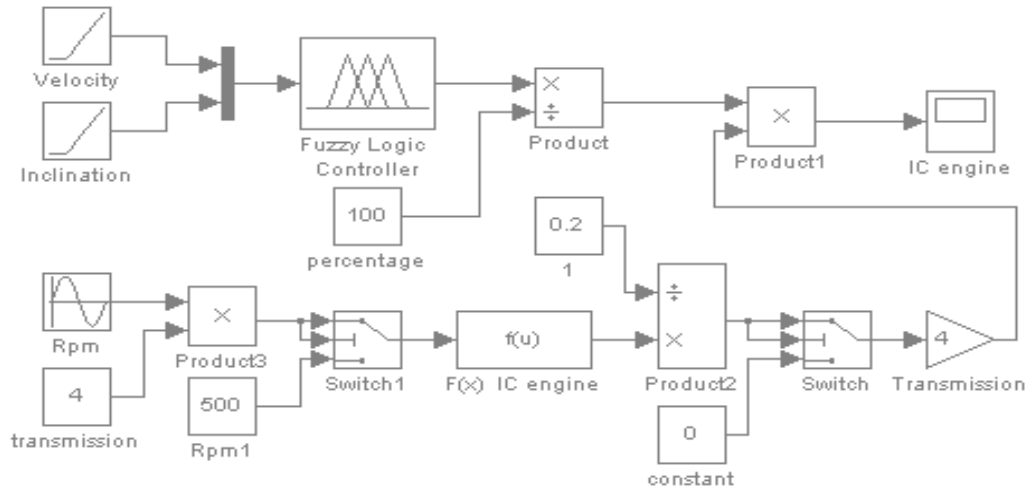 Velocity
Inclination
Fuzzy Logic
Controller
×
÷
Product
×
Product1
IC engine
100
percentage
0.2
1
Rpm
4
transmission
×
Product3
500
Rpm1
Switch1
f(u)
F(x) IC engine
÷
×
Product2
0
constant
Switch
4
Transmission